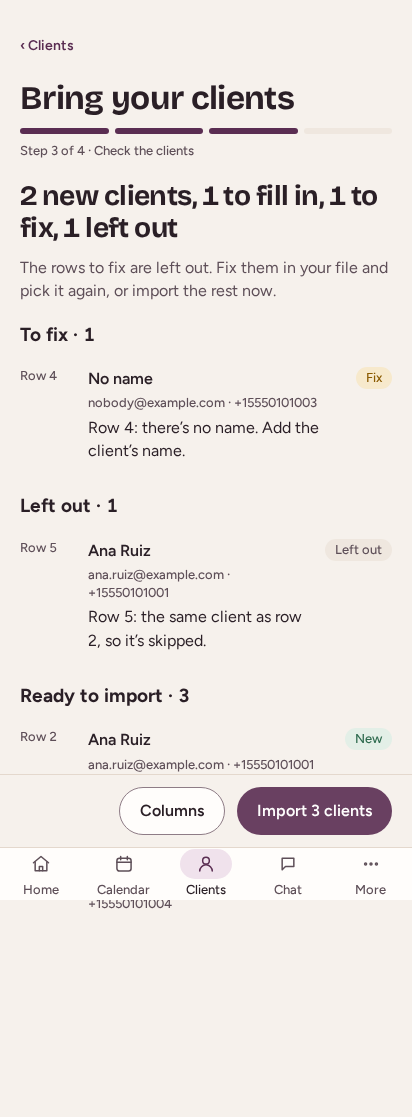 ‹ Clients
Bring your clients
Step 3 of 4 · Check the clients
2 new clients, 1 to fill in, 1 to
fix, 1 left out
The rows to fix are left out. Fix them in your file and
pick it again, or import the rest now.
To fix · 1
Row 4
No name
Fix
nobody@example.com · +15550101003
Row 4: there’s no name. Add the
client’s name.
Left out · 1
Row 5
Ana Ruiz
Left out
ana.ruiz@example.com ·
+15550101001
Row 5: the same client as row
2, so it’s skipped.
Ready to import · 3
Row 2
Ana Ruiz
New
ana.ruiz@example.com · +15550101001
Columns
Import 3 clients
Home
Calendar
Clients
Chat
More
+15550101004